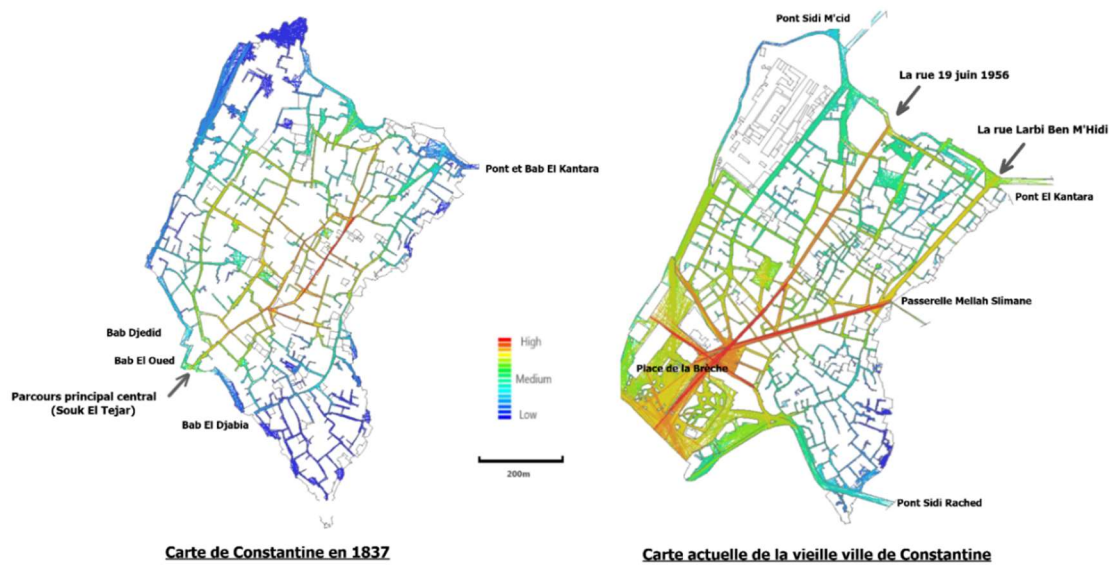 Pont Sidi M'cid
La rue 19 juin 1956
La rue Larbi Ben M'Hidi
Pont et Bab El Kantara
Pont El Kantara
Passerelle Mellah Slimane
Bab Djedid
Bab El Oued
Parcours principal central
(Souk El Tejar)
Bab El Djabia
High
Medium
Low
200m
Place de la Brèche
Pont Sidi Rached
Carte de Constantine en 1837
Carte actuelle de la vieille ville de Constantine